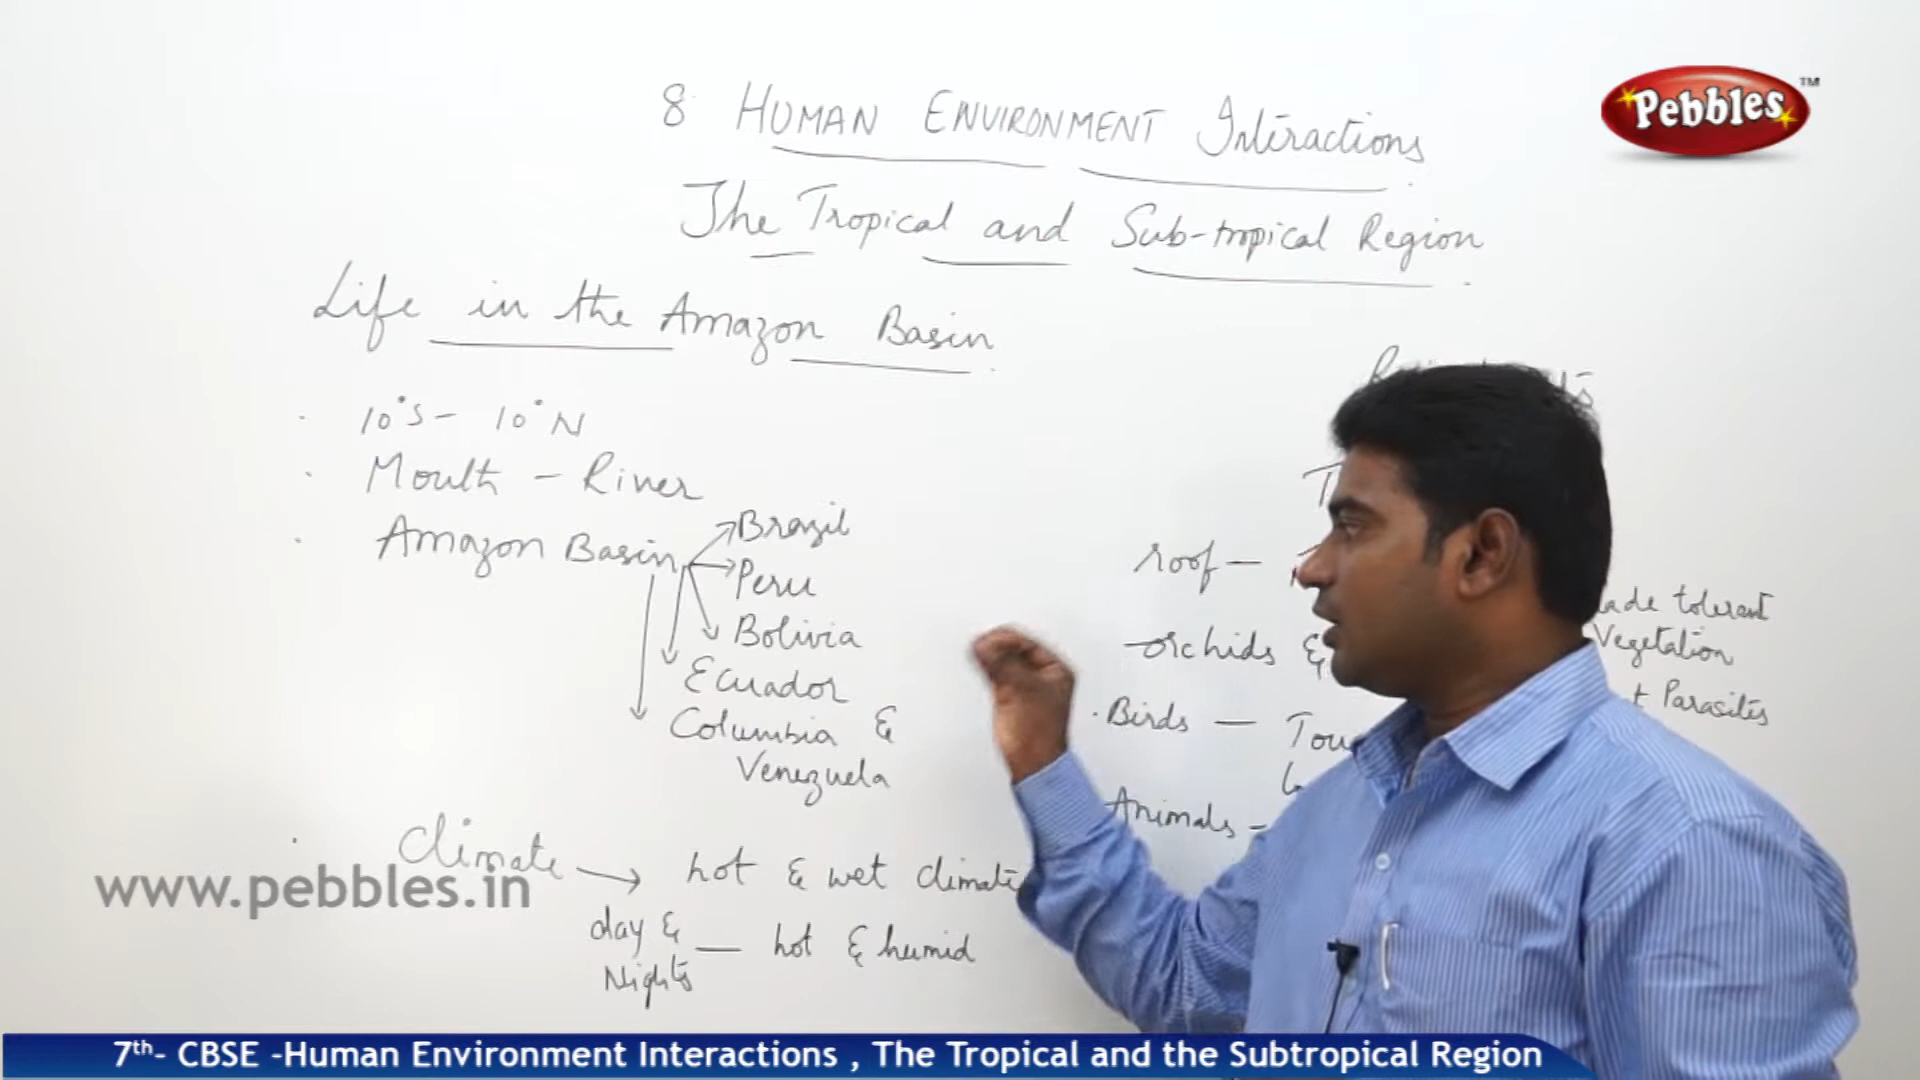 8 HUMAN ENVIRONMENT Interactions
Pebbles™
The Tropical and Sub-tropical Region
Life in the Amazon Basin
10°S - 10°N
Mouth - River
Amazon Basin
Brazil
Peru
Bolivia
Ecuador
Columbia &
Venezuela
Climate → hot & wet climate
day & Nights — hot & humid
roof —
tolerant
Vegetation
orchids &
Parasites
Birds —
Animals -
www.pebbles.in
7th- CBSE -Human Environment Interactions , The Tropical and the Subtropical Region